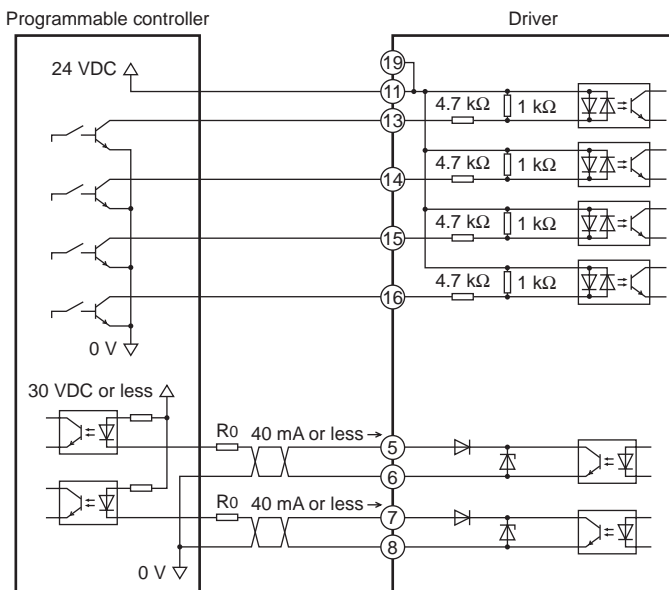 Programmable controller
Driver
19
24 VDC
11
4.7 kΩ 1 kΩ
13
4.7 kΩ 1 kΩ
14
4.7 kΩ 1 kΩ
15
4.7 kΩ 1 kΩ
16
0 V
30 VDC or less
R0 40 mA or less → 5
6
R0 40 mA or less → 7
8
0 V